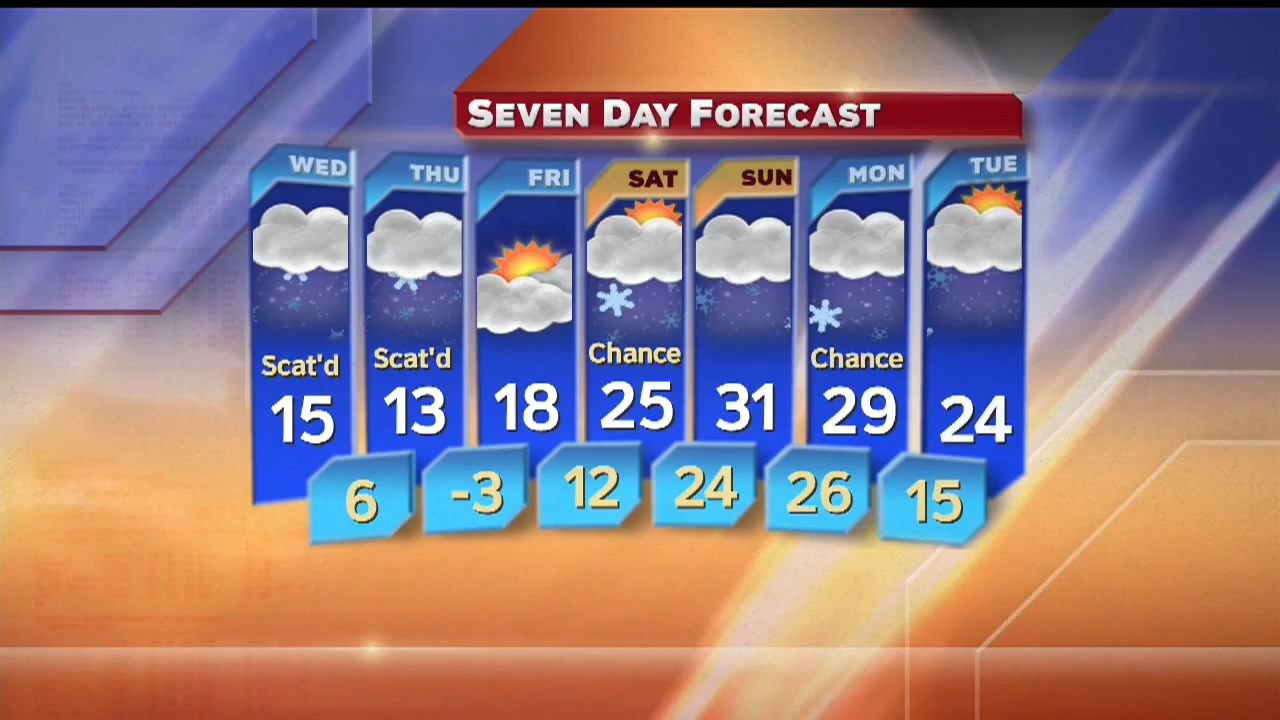 SEVEN DAY FORECAST
WED THU FRI SAT SUN MON TUE
Scat'd Scat'd Chance Chance
15 13 18 25 31 29 24
6 -3 12 24 26 15